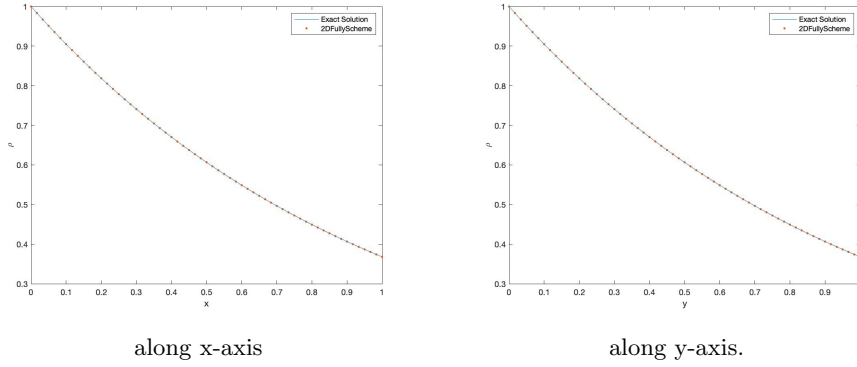 Exact Solution
2DFullyScheme
1
0.9
0.8
0.7
ρ
0.6
0.5
0.4
0.3
0 0.1 0.2 0.3 0.4 0.5 0.6 0.7 0.8 0.9 1
x
along x-axis
Exact Solution
2DFullyScheme
1
0.9
0.8
0.7
ρ
0.6
0.5
0.4
0.3
0 0.1 0.2 0.3 0.4 0.5 0.6 0.7 0.8 0.9
y
along y-axis.